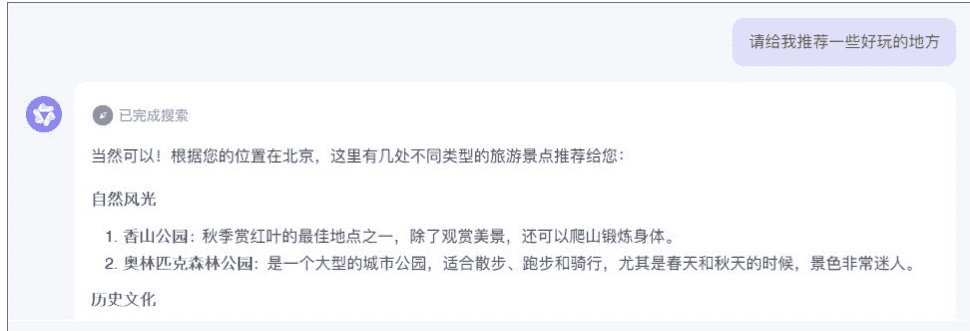 请给我推荐一些好玩的地方
已完成搜索
当然可以！根据您的位置在北京，这里有几处不同类型的旅游景点推荐给您：
自然风光
1. 香山公园：秋季赏红叶的最佳地点之一，除了观赏美景，还可以爬山锻炼身体。
2. 奥林匹克森林公园：是一个大型的城市公园，适合散步、跑步和骑行，尤其是春天和秋天的时候，景色非常迷人。
历史文化